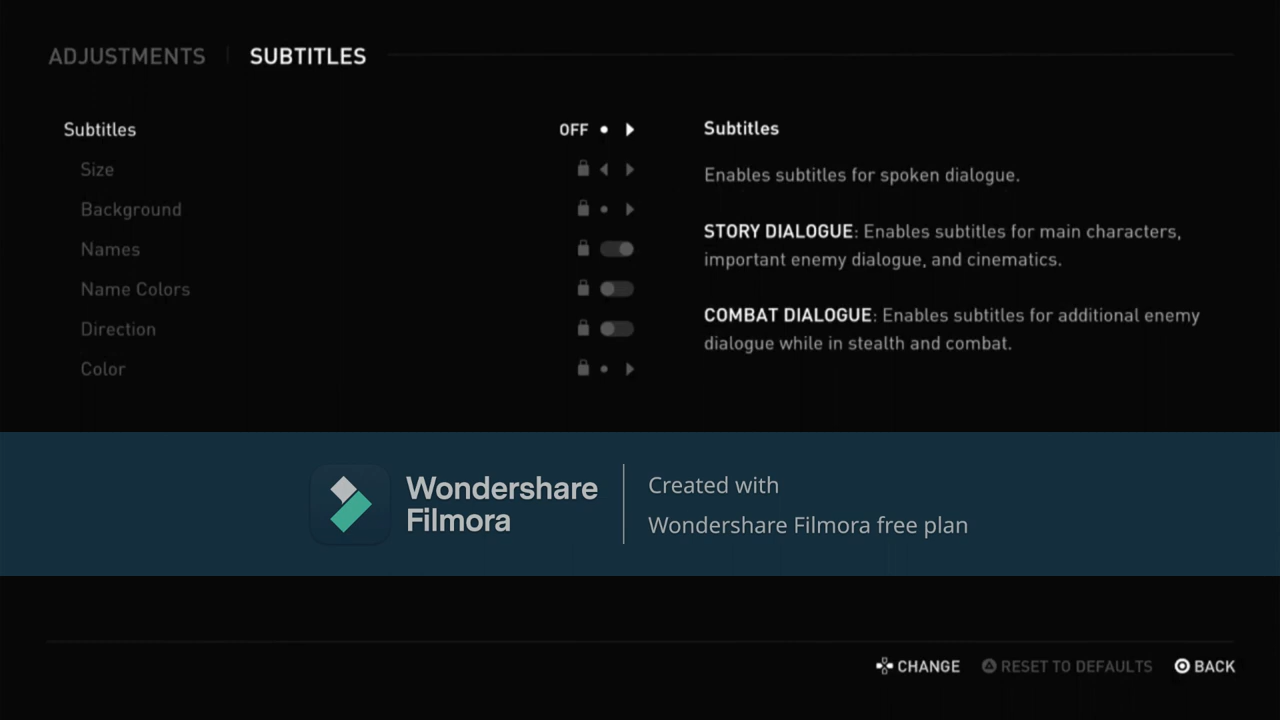 ADJUSTMENTS SUBTITLES
Subtitles OFF
Size
Background
Names
Name Colors
Direction
Color
Subtitles
Enables subtitles for spoken dialogue.
STORY DIALOGUE: Enables subtitles for main characters,
important enemy dialogue, and cinematics.
COMBAT DIALOGUE: Enables subtitles for additional enemy
dialogue while in stealth and combat.
Wondershare
Filmora
Created with
Wondershare Filmora free plan
CHANGE RESET TO DEFAULTS BACK